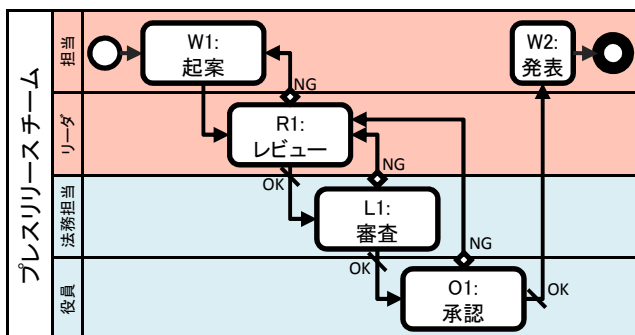 プレスリリース チーム
担当
リーダ
法務担当
役員
W1:
起案
W2:
発表
NG
R1:
レビュー
OK
NG
L1:
審査
OK
NG
O1:
承認
OK